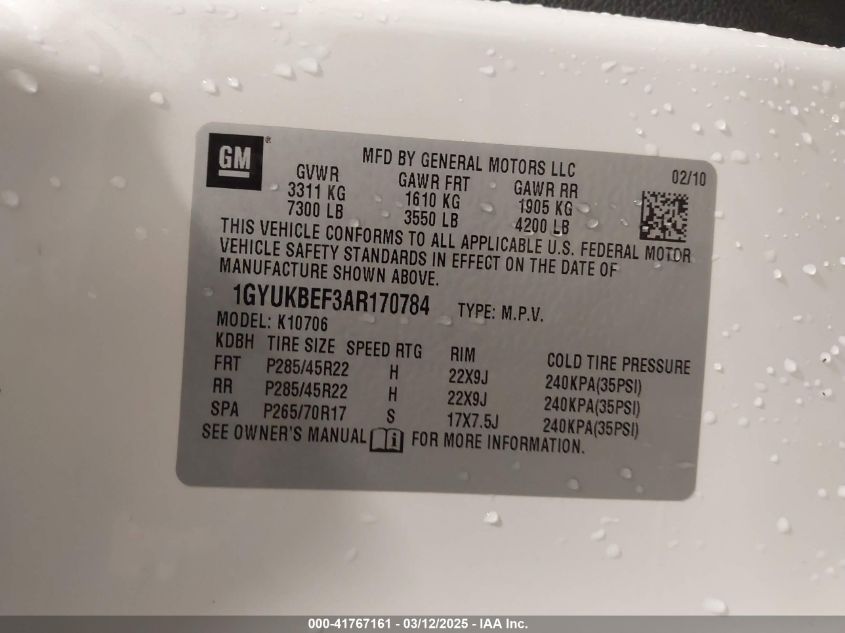 GM ®
MFD BY GENERAL MOTORS LLC
02/10
GVWR GAWR FRT GAWR RR
3311 KG 1610 KG 1905 KG
7300 LB 3550 LB 4200 LB
THIS VEHICLE CONFORMS TO ALL APPLICABLE U.S. FEDERAL MOTOR
VEHICLE SAFETY STANDARDS IN EFFECT ON THE DATE OF
MANUFACTURE SHOWN ABOVE.
1GYUKBEF3AR170784 TYPE: M.P.V.
MODEL: K10706
KDBH TIRE SIZE SPEED RTG RIM COLD TIRE PRESSURE
FRT P285/45R22 H 22X9J 240KPA(35PSI)
RR P285/45R22 H 22X9J 240KPA(35PSI)
SPA P265/70R17 S 17X7.5J 240KPA(35PSI)
SEE OWNER'S MANUAL i FOR MORE INFORMATION.
000-41767161 - 03/12/2025 - IAA Inc.